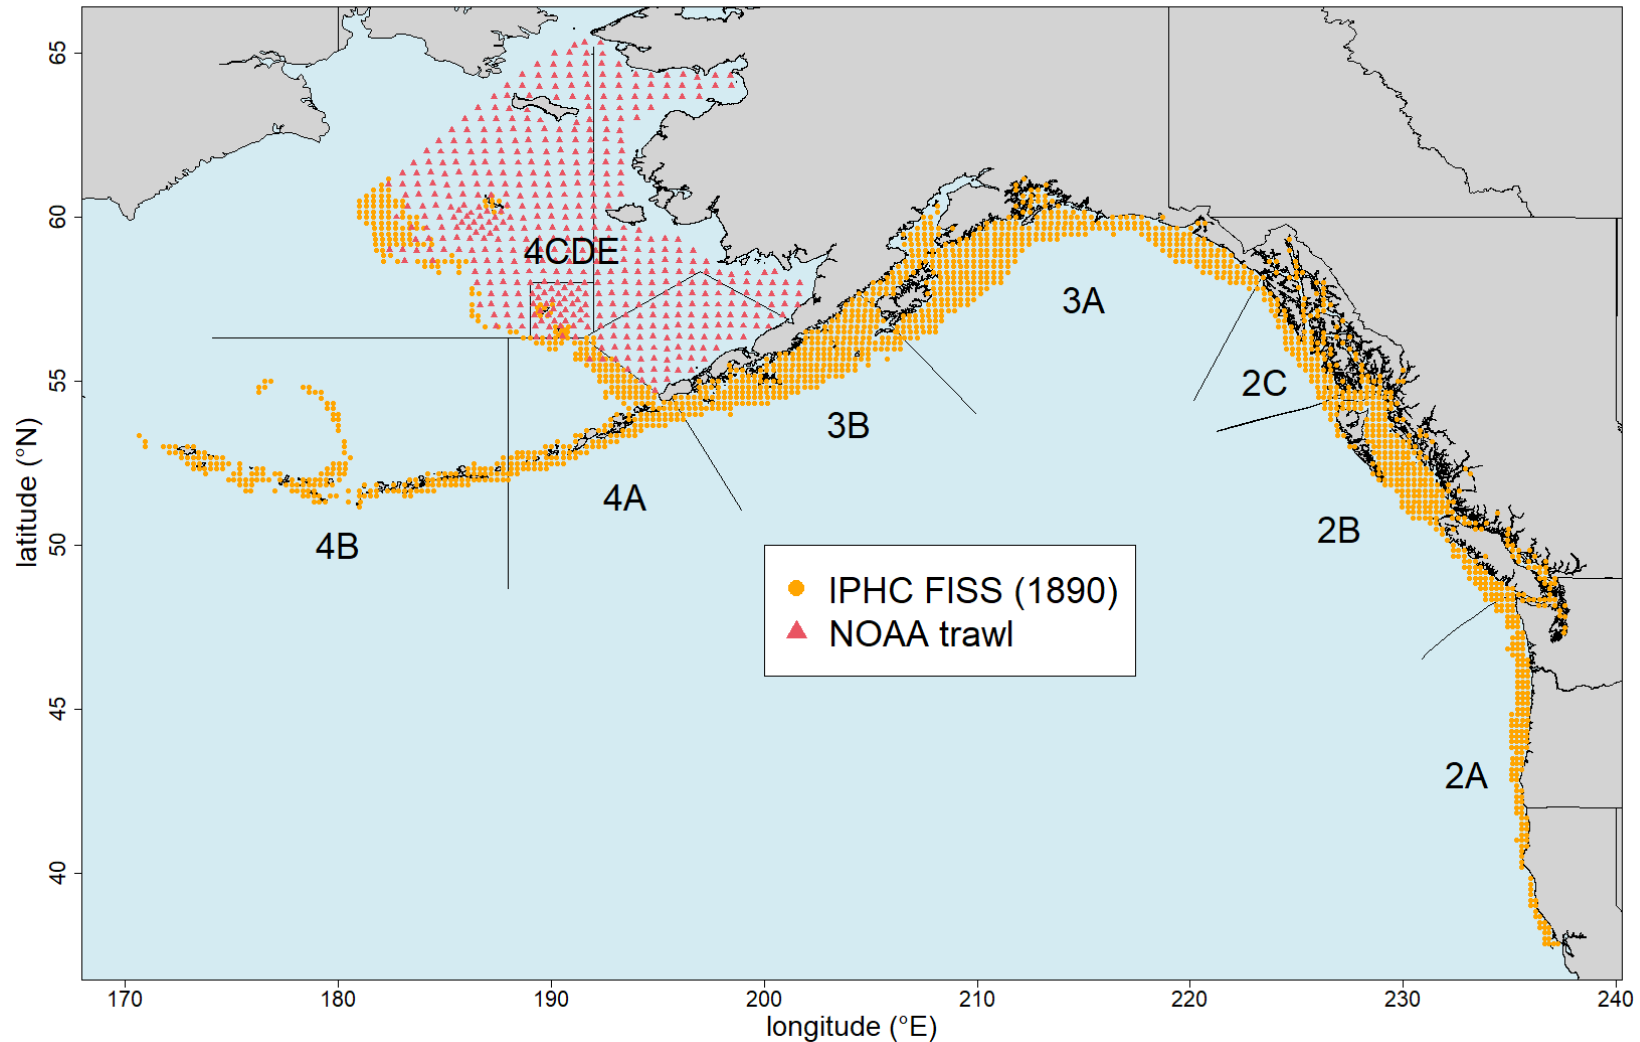 65
60
55
50
45
40
latitude (°N)
4CDE
3A
2C
3B
4A
2B
4B
2A
IPHC FISS (1890)
NOAA trawl
170
180
190
200
210
220
230
240
longitude (°E)